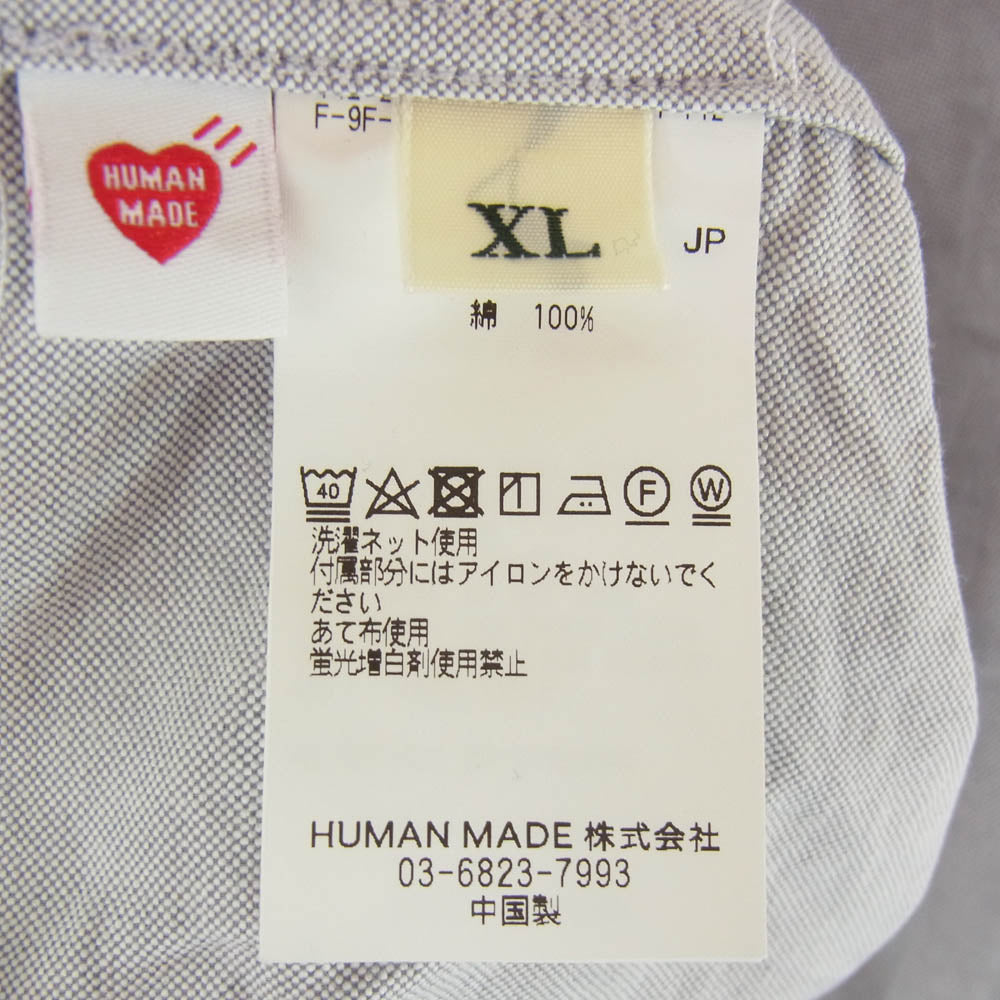 HUMAN
MADE
F-9F-
XL
JP
綿 100%
40
F
W
洗濯ネット使用
付属部分にはアイロンをかけないでく
ださい
あて布使用
蛍光増白剤使用禁止
HUMAN MADE 株式会社
03-6823-7993
中国製